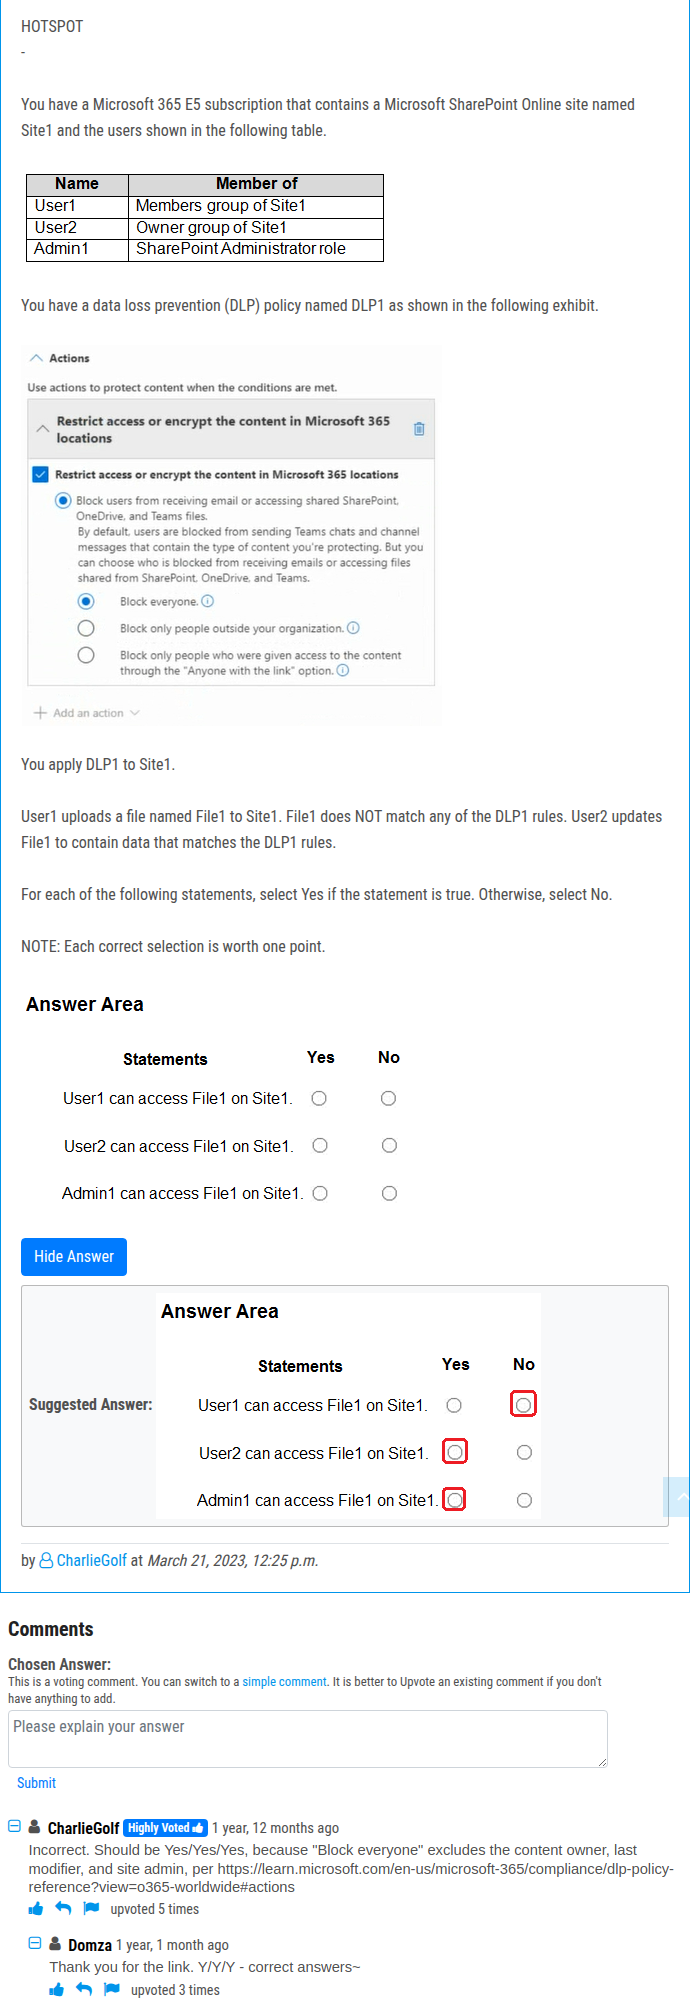 HOTSPOT
-
You have a Microsoft 365 E5 subscription that contains a Microsoft SharePoint Online site named
Site1 and the users shown in the following table.
Name Member of
User1 Members group of Site1
User2 Owner group of Site1
Admin1 SharePoint Administrator role
You have a data loss prevention (DLP) policy named DLP1 as shown in the following exhibit.
Actions
Use actions to protect content when the conditions are met.
Restrict access or encrypt the content in Microsoft 365
locations
Restrict access or encrypt the content in Microsoft 365 locations
Block users from receiving email or accessing shared SharePoint,
OneDrive, and Teams files.
By default, users are blocked from sending Teams chats and channel
messages that contain the type of content you're protecting. But you
can choose who is blocked from receiving emails or accessing files
shared from SharePoint, OneDrive, and Teams.
Block everyone.
Block only people outside your organization.
Block only people who were given access to the content
through the "Anyone with the link" option.
Add an action
You apply DLP1 to Site1.
User1 uploads a file named File1 to Site1. File1 does NOT match any of the DLP1 rules. User2 updates
File1 to contain data that matches the DLP1 rules.
For each of the following statements, select Yes if the statement is true. Otherwise, select No.
NOTE: Each correct selection is worth one point.
Answer Area
Statements Yes No
User1 can access File1 on Site1.
User2 can access File1 on Site1.
Admin1 can access File1 on Site1.
Hide Answer
Answer Area
Statements Yes No
Suggested Answer: User1 can access File1 on Site1.
User2 can access File1 on Site1.
Admin1 can access File1 on Site1.
by CharlieGolf at March 21, 2023, 12:25 p.m.
Comments
Chosen Answer:
This is a voting comment. You can switch to a simple comment. It is better to Upvote an existing comment if you don't
have anything to add.
Please explain your answer
Submit
CharlieGolf Highly Voted 1 year, 12 months ago
Incorrect. Should be Yes/Yes/Yes, because "Block everyone" excludes the content owner, last
modifier, and site admin, per https://learn.microsoft.com/en-us/microsoft-365/compliance/dlp-policy-
reference?view=o365-worldwide#actions
upvoted 5 times
Domza 1 year, 1 month ago
Thank you for the link. Y/Y/Y - correct answers~
upvoted 3 times